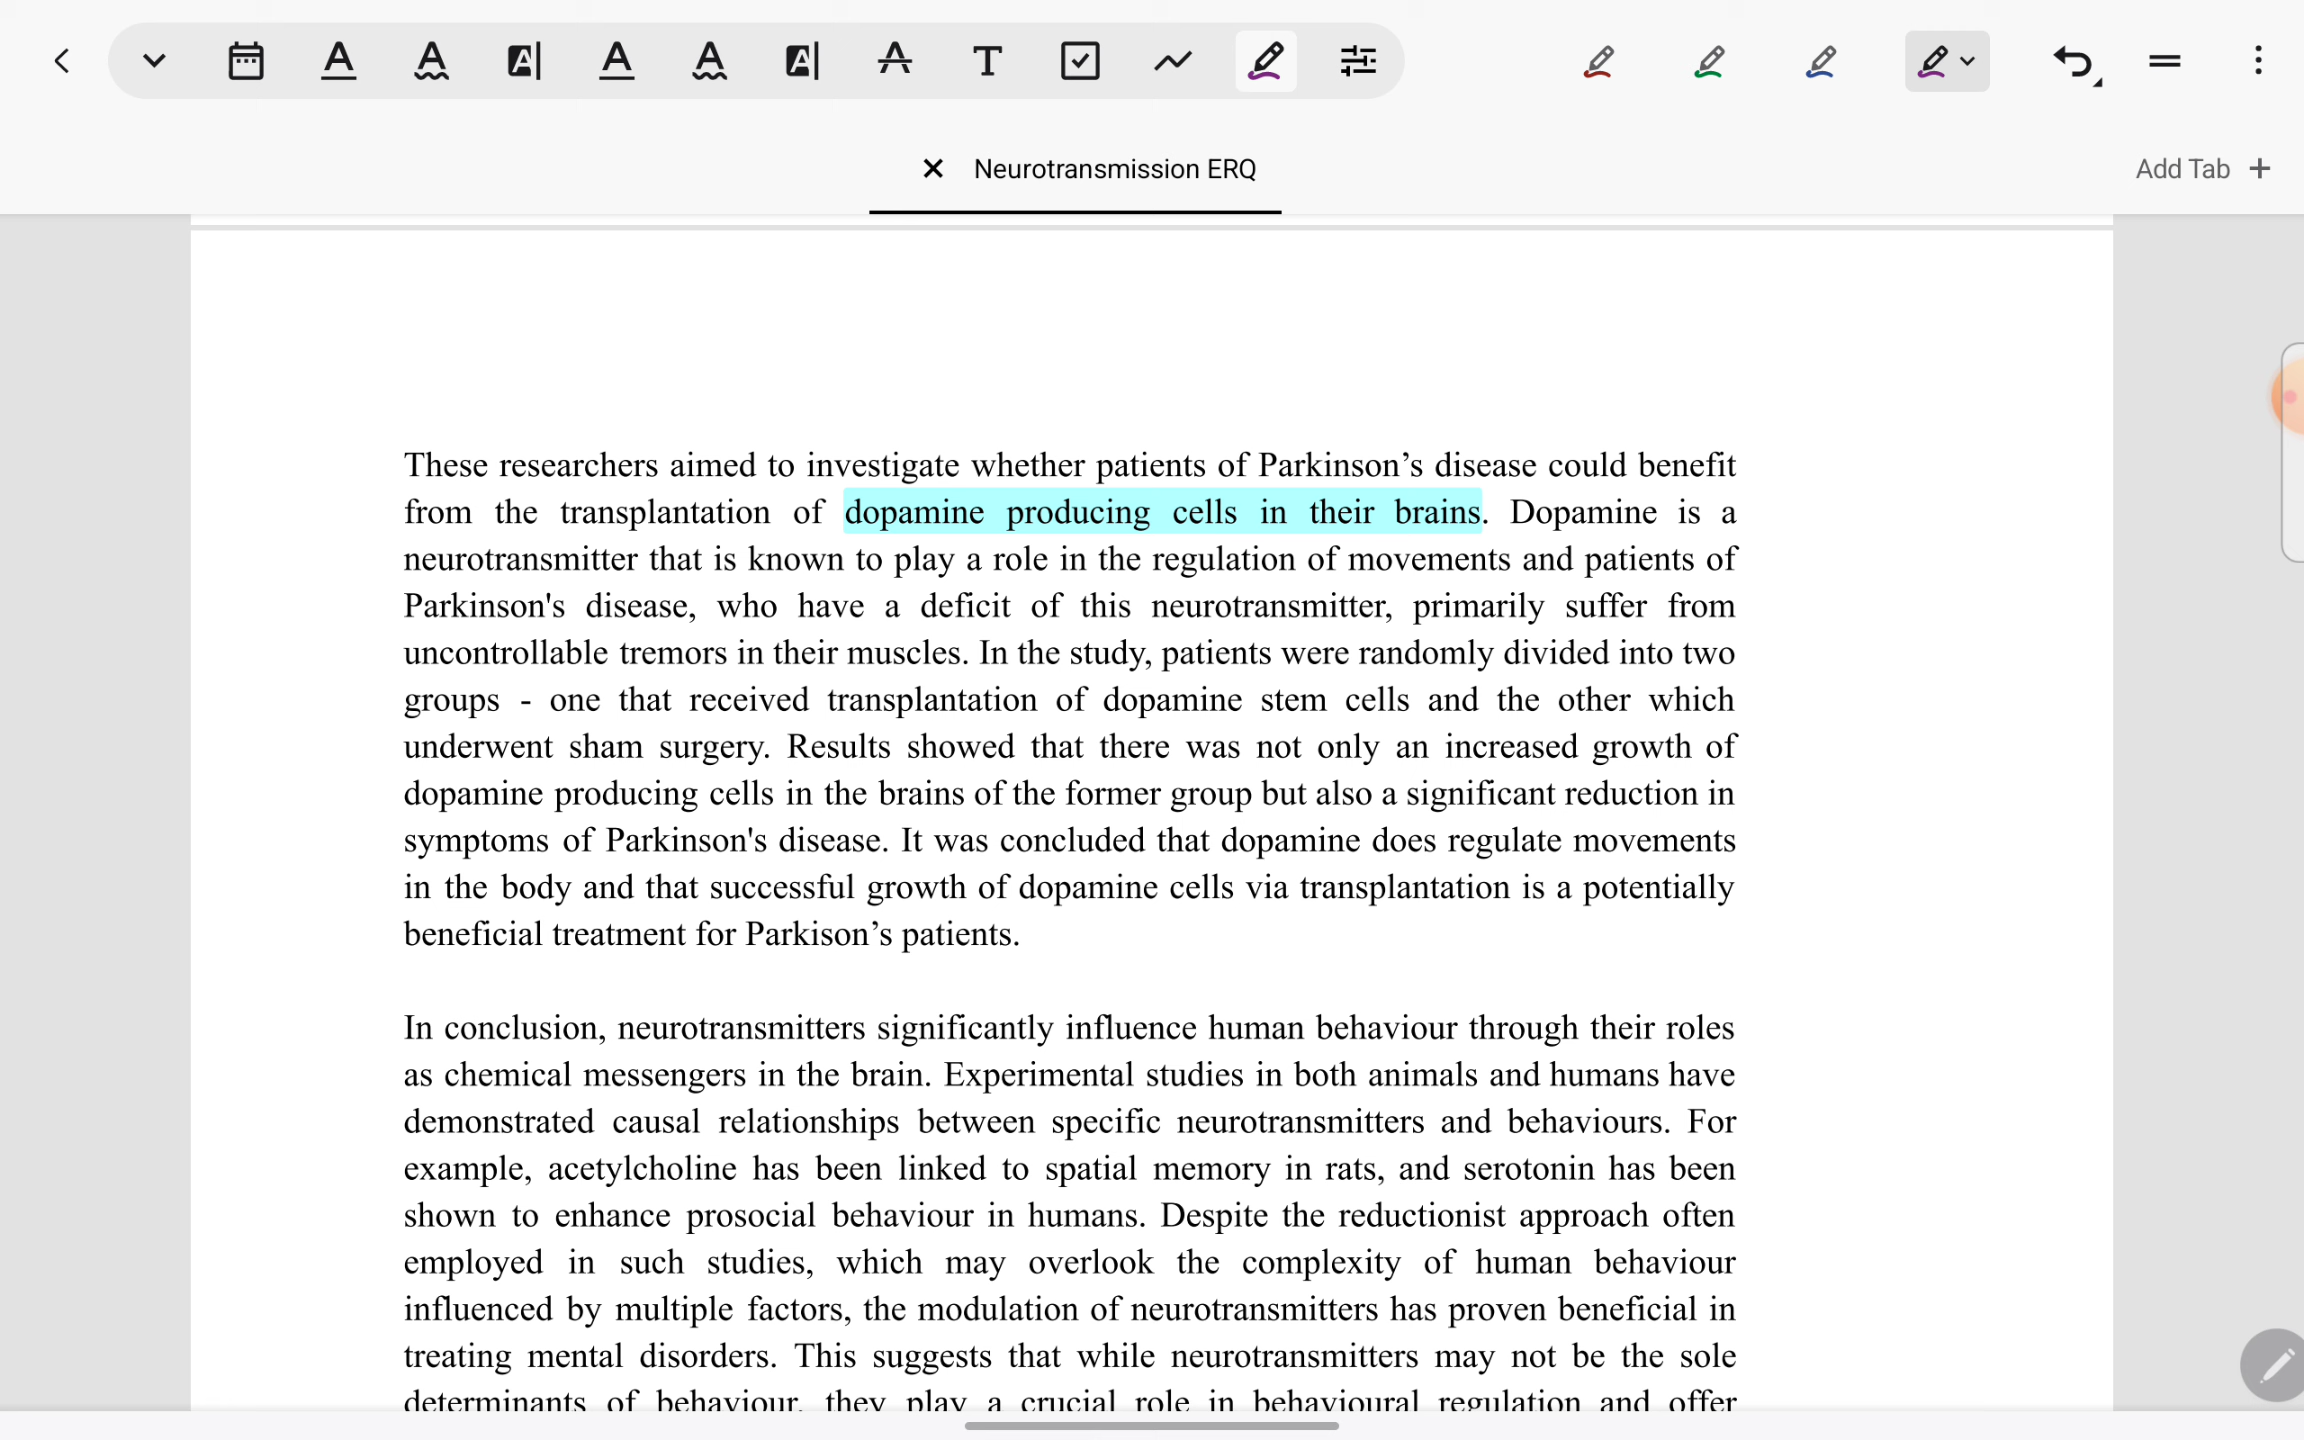 Neurotransmission ERQ
Add Tab
These researchers aimed to investigate whether patients of Parkinson’s disease could benefit
from the transplantation of dopamine producing cells in their brains. Dopamine is a
neurotransmitter that is known to play a role in the regulation of movements and patients of
Parkinson's disease, who have a deficit of this neurotransmitter, primarily suffer from
uncontrollable tremors in their muscles. In the study, patients were randomly divided into two
groups - one that received transplantation of dopamine stem cells and the other which
underwent sham surgery. Results showed that there was not only an increased growth of
dopamine producing cells in the brains of the former group but also a significant reduction in
symptoms of Parkinson's disease. It was concluded that dopamine does regulate movements
in the body and that successful growth of dopamine cells via transplantation is a potentially
beneficial treatment for Parkison’s patients.
In conclusion, neurotransmitters significantly influence human behaviour through their roles
as chemical messengers in the brain. Experimental studies in both animals and humans have
demonstrated causal relationships between specific neurotransmitters and behaviours. For
example, acetylcholine has been linked to spatial memory in rats, and serotonin has been
shown to enhance prosocial behaviour in humans. Despite the reductionist approach often
employed in such studies, which may overlook the complexity of human behaviour
influenced by multiple factors, the modulation of neurotransmitters has proven beneficial in
treating mental disorders. This suggests that while neurotransmitters may not be the sole
determinants of behaviour, they play a crucial role in behavioural regulation and offer